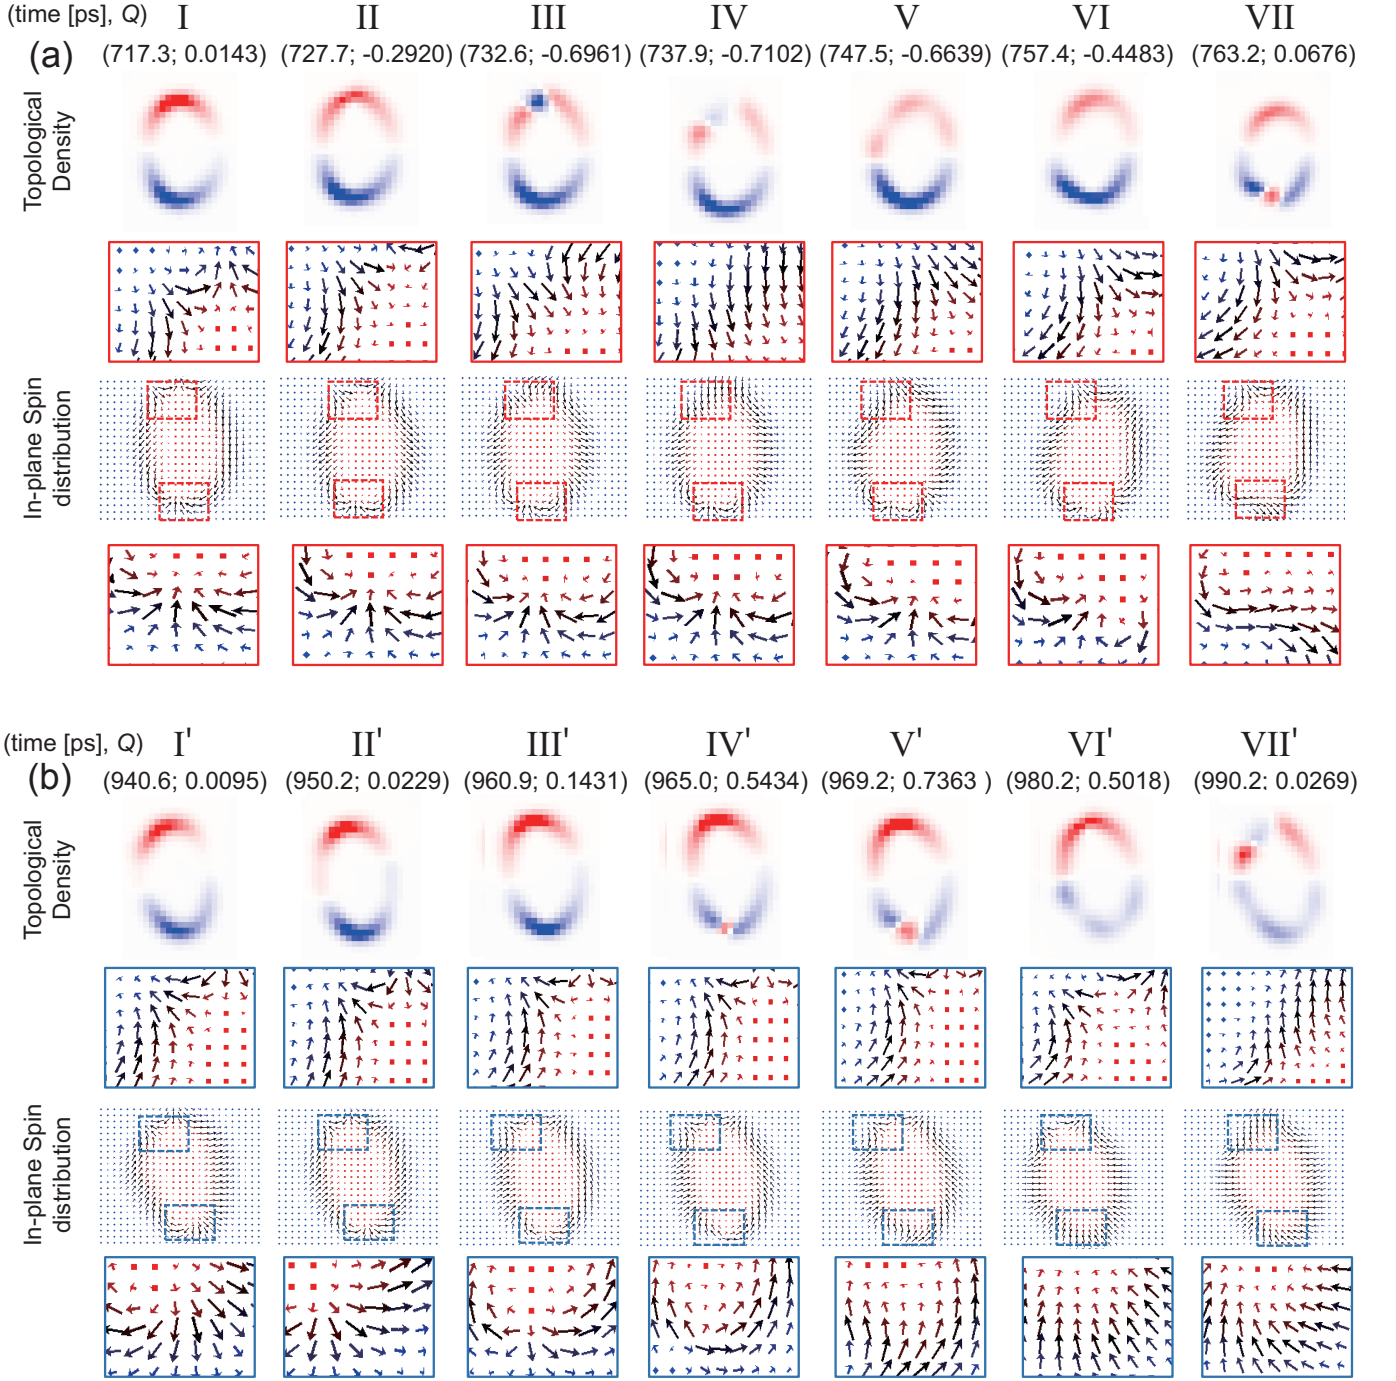 (time [ps], Q) I II III IV V VI VII
(a) (717.3; 0.0143) (727.7; -0.2920) (732.6; -0.6961) (737.9; -0.7102) (747.5; -0.6639) (757.4; -0.4483) (763.2; 0.0676)
Topological
Density
In-plane Spin
distribution
(time [ps], Q) I' II' III' IV' V' VI' VII'
(b) (940.6; 0.0095) (950.2; 0.0229) (960.9; 0.1431) (965.0; 0.5434) (969.2; 0.7363 ) (980.2; 0.5018) (990.2; 0.0269)
Topological
Density
In-plane Spin
distribution